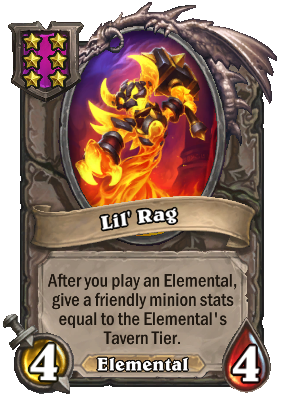 Lil' Rag
After you play an Elemental,
give a friendly minion stats
equal to the Elemental's
Tavern Tier.
4 Elemental 4